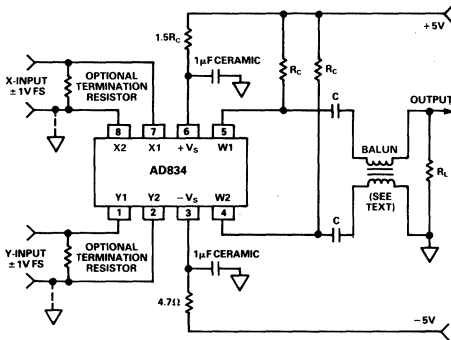 +5V
1.5RC
1µF CERAMIC
RC
RC
X-INPUT
±1V FS
OPTIONAL
TERMINATION
RESISTOR
C
OUTPUT
BALUN
(SEE
TEXT)
RL
8
7
6
5
X2
X1
+VS
W1
AD834
Y1
Y2
−VS
W2
1
2
3
4
C
Y-INPUT
±1V FS
OPTIONAL
TERMINATION
RESISTOR
1µF CERAMIC
4.7Ω
−5V